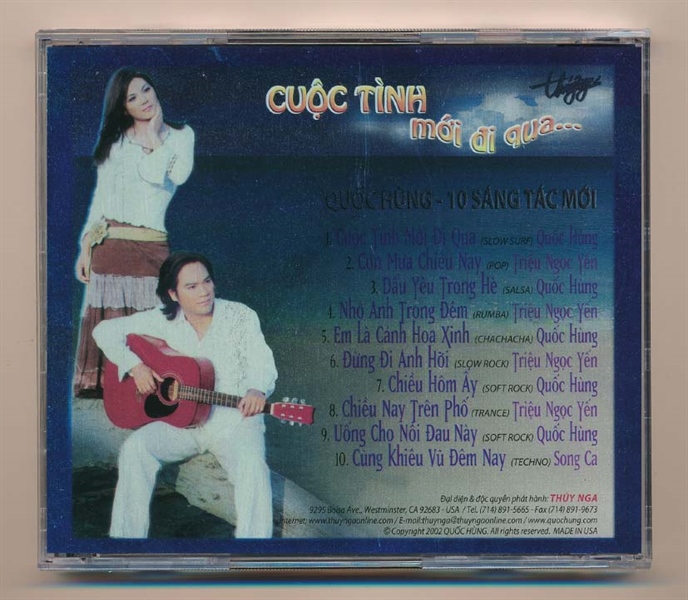 CUỘC TÌNH
mới đi qua...
Thúy Nga
QUỐC HÙNG - 10 SÁNG TÁC MỚI
1. Cuộc Tình Mới Đi Qua (SLOW SURF) Quốc Hùng
2. Cơn Mưa Chiều Nay (POP) Triệu Ngọc Yến
3. Dấu Yêu Trong Hè (SALSA) Quốc Hùng
4. Nhớ Anh Trong Đêm (RUMBA) Triệu Ngọc Yến
5. Em Là Cánh Hoa Xinh (CHACHACHA) Quốc Hùng
6. Đừng Đi Anh Hỡi (SLOW ROCK) Triệu Ngọc Yến
7. Chiều Hôm Ấy (SOFT ROCK) Quốc Hùng
8. Chiều Nay Trên Phố (TRANCE) Triệu Ngọc Yến
9. Uống Cho Nỗi Đau Này (SOFT ROCK) Quốc Hùng
10. Cùng Khiêu Vũ Đêm Nay (TECHNO) Song Ca
Đại diện & độc quyền phát hành: THÚY NGA
9295 Bolsa Ave,. Westminster, CA 92683 - USA / Tel. (714) 891-5665 - Fax (714) 891-9673
Internet: www.thuyngaonline.com / E-mail:thuynga@thuyngaonline.com / www.quochung.com
© Copyright 2002 QUỐC HÙNG. All rights reserved. MADE IN USA